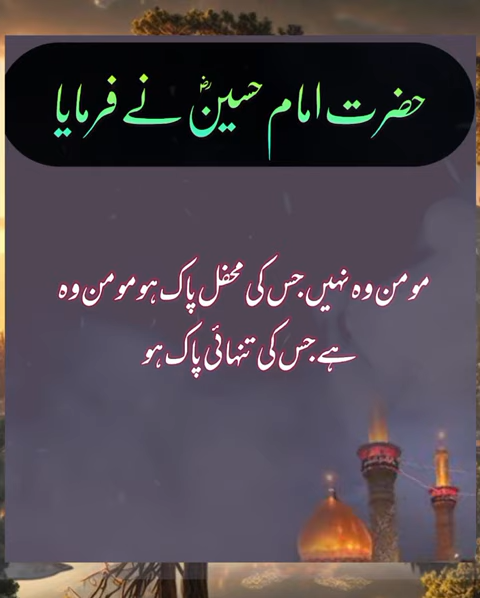 حضرت امام حسینؓ نے فرمایا
مومن وہ نہیں جس کی محفل پاک ہو مومن وہ
ہے جس کی تنہائی پاک ہو